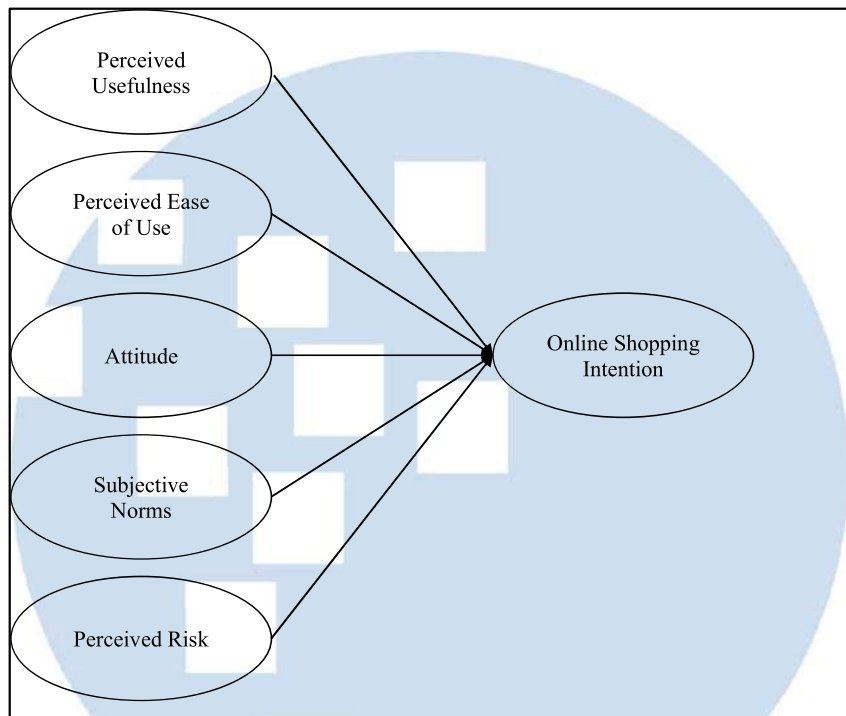 Perceived
Usefulness
Perceived Ease
of Use
Attitude
Online Shopping
Intention
Subjective
Norms
Perceived Risk